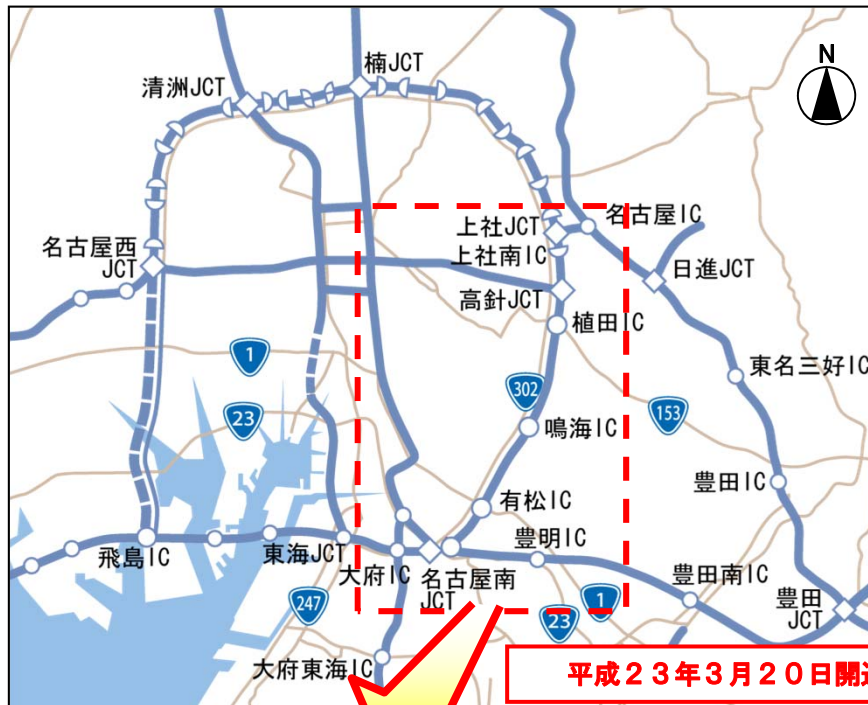 楠JCT
清洲JCT
N
名古屋IC
上社JCT
上社南IC
名古屋西
JCT
日進JCT
高針JCT
植田IC
1
東名三好IC
302
23
153
鳴海IC
豊田IC
有松IC
飛島IC
東海JCT
豊明IC
大府IC
名古屋南
JCT
豊田南IC
247
1
豊田
JCT
23
大府東海IC
平成23年3月20日開